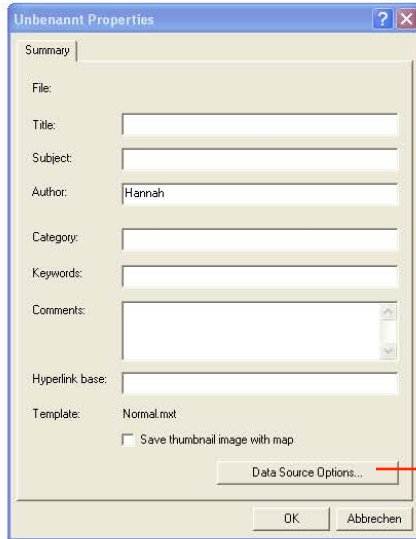 Unbenannt Properties
Summary
File:
Title:
Subject:
Author: Hannah
Category:
Keywords:
Comments:
Hyperlink base:
Template: Normal.mxt
Save thumbnail image with map
Data Source Options...
OK Abbrechen